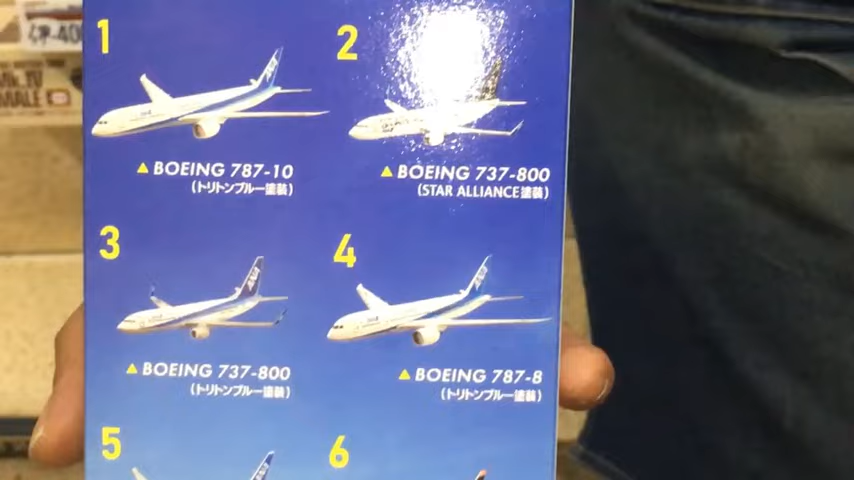 1
2
BOEING 787-10
(トリトンブルー塗装)
BOEING 737-800
(STAR ALLIANCE塗装)
3
4
ANA
BOEING 737-800
(トリトンブルー塗装)
BOEING 787-8
(トリトンブルー塗装)
5
6
MALE